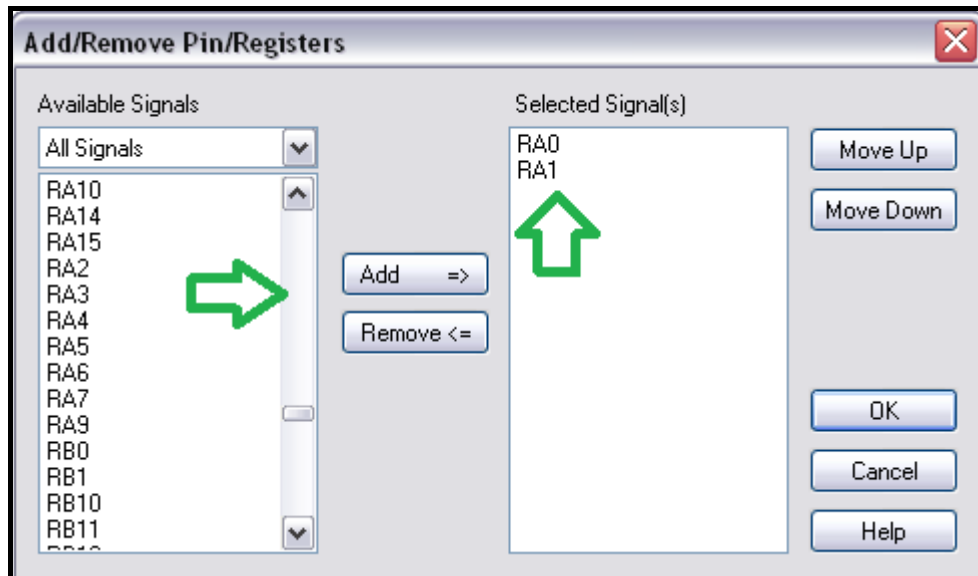 Add/Remove Pin/Registers
Available Signals
All Signals
RA10
RA14
RA15
RA2
RA3
RA4
RA5
RA6
RA7
RA9
RB0
RB1
RB10
RB11
Add =>
Remove <=
Selected Signal(s)
RA0
RA1
Move Up
Move Down
OK
Cancel
Help